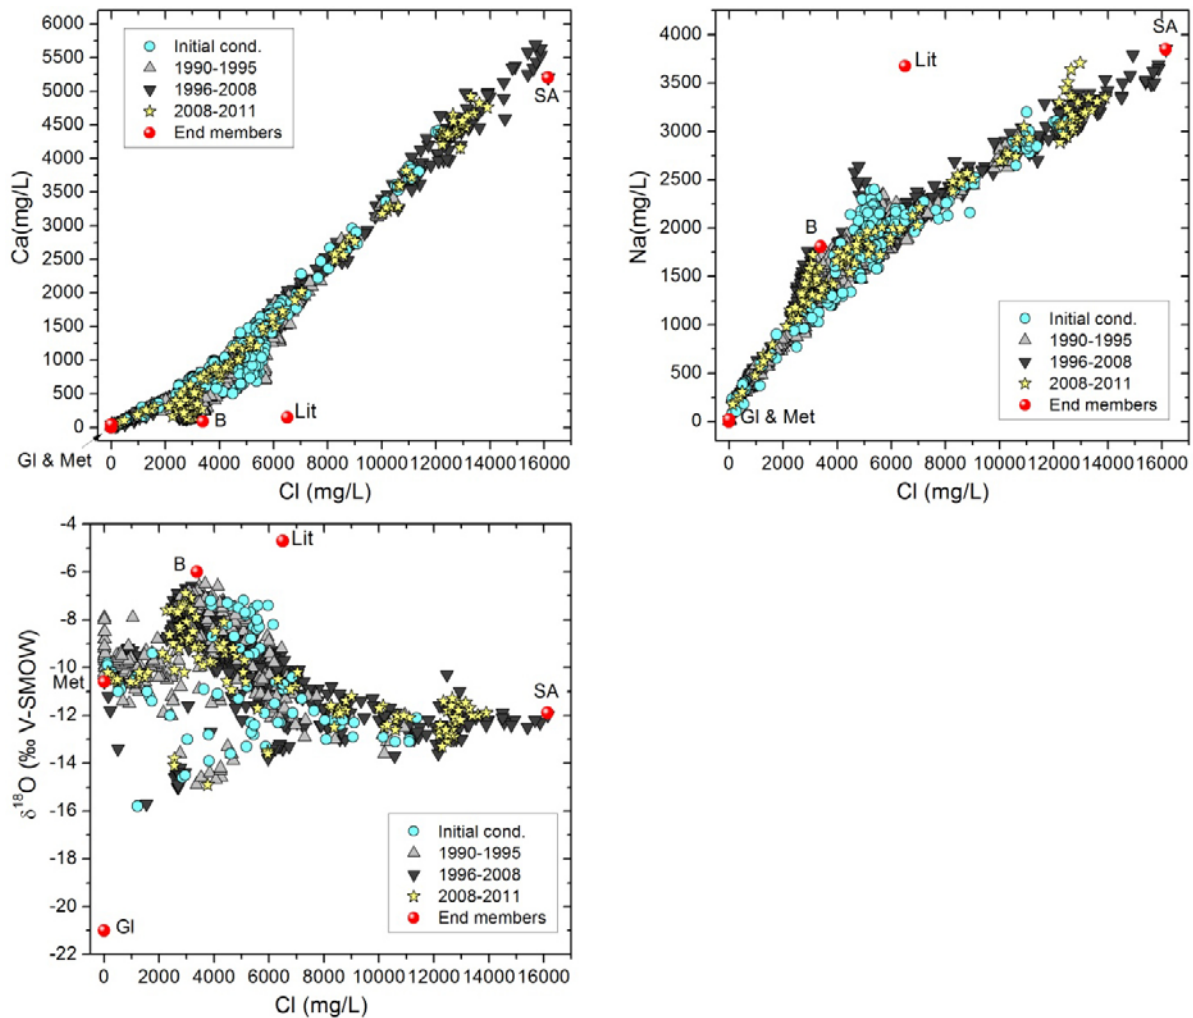 6000
5500
5000
4500
4000
3500
3000
2500
2000
1500
1000
500
0
Ca(mg/L)
Initial cond.
1990-1995
1996-2008
2008-2011
End members
SA
B
Lit
Gl & Met
0 2000 4000 6000 8000 10000 12000 14000 16000
Cl (mg/L)
4000
3500
3000
2500
2000
1500
1000
500
0
Na(mg/L)
SA
Lit
B
Initial cond.
1990-1995
1996-2008
2008-2011
End members
Gl & Met
0 2000 4000 6000 8000 10000 12000 14000 16000
Cl (mg/L)
-4
-6
-8
-10
-12
-14
-16
-18
-20
-22
δ18O (‰ V-SMOW)
Lit
B
Met
SA
Initial cond.
1990-1995
1996-2008
2008-2011
End members
Gl
0 2000 4000 6000 8000 10000 12000 14000 16000
Cl (mg/L)